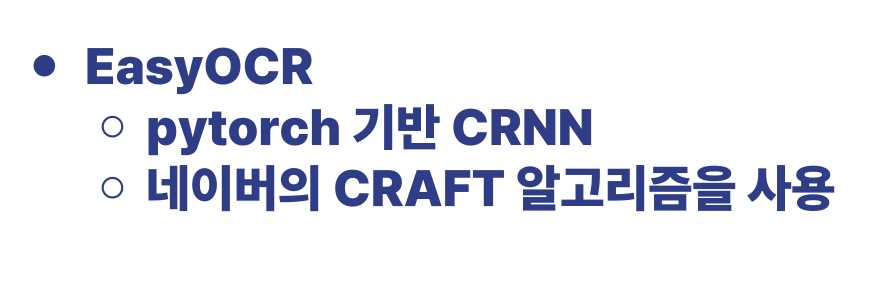 • EasyOCR
○ pytorch 기반 CRNN
○ 네이버의 CRAFT 알고리즘을 사용